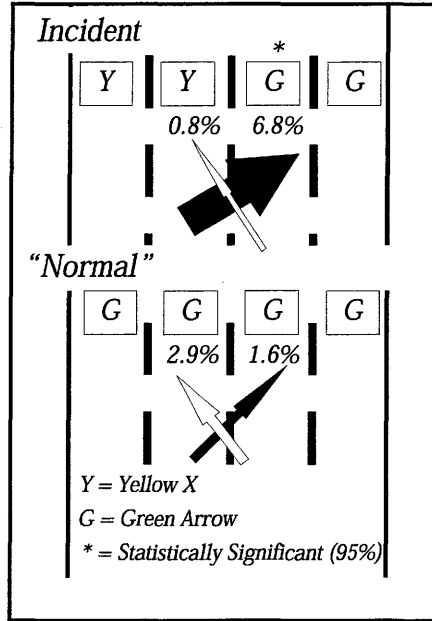 Incident
*
Y Y G G
0.8% 6.8%
"Normal"
G G G G
2.9% 1.6%
Y = Yellow X
G = Green Arrow
* = Statistically Significant (95%)